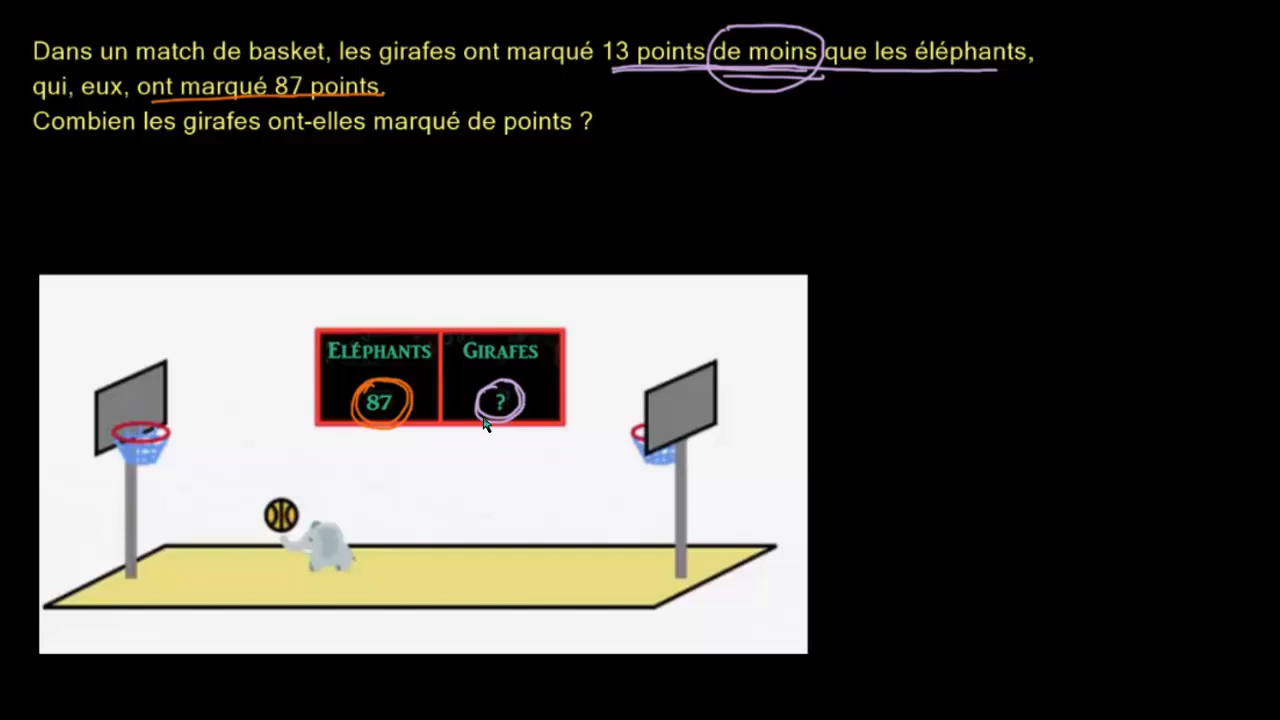 Dans un match de basket, les girafes ont marqué 13 points de moins que les éléphants,
qui, eux, ont marqué 87 points.
Combien les girafes ont-elles marqué de points ?
ELÉPHANTS GIRAFES
87 ?